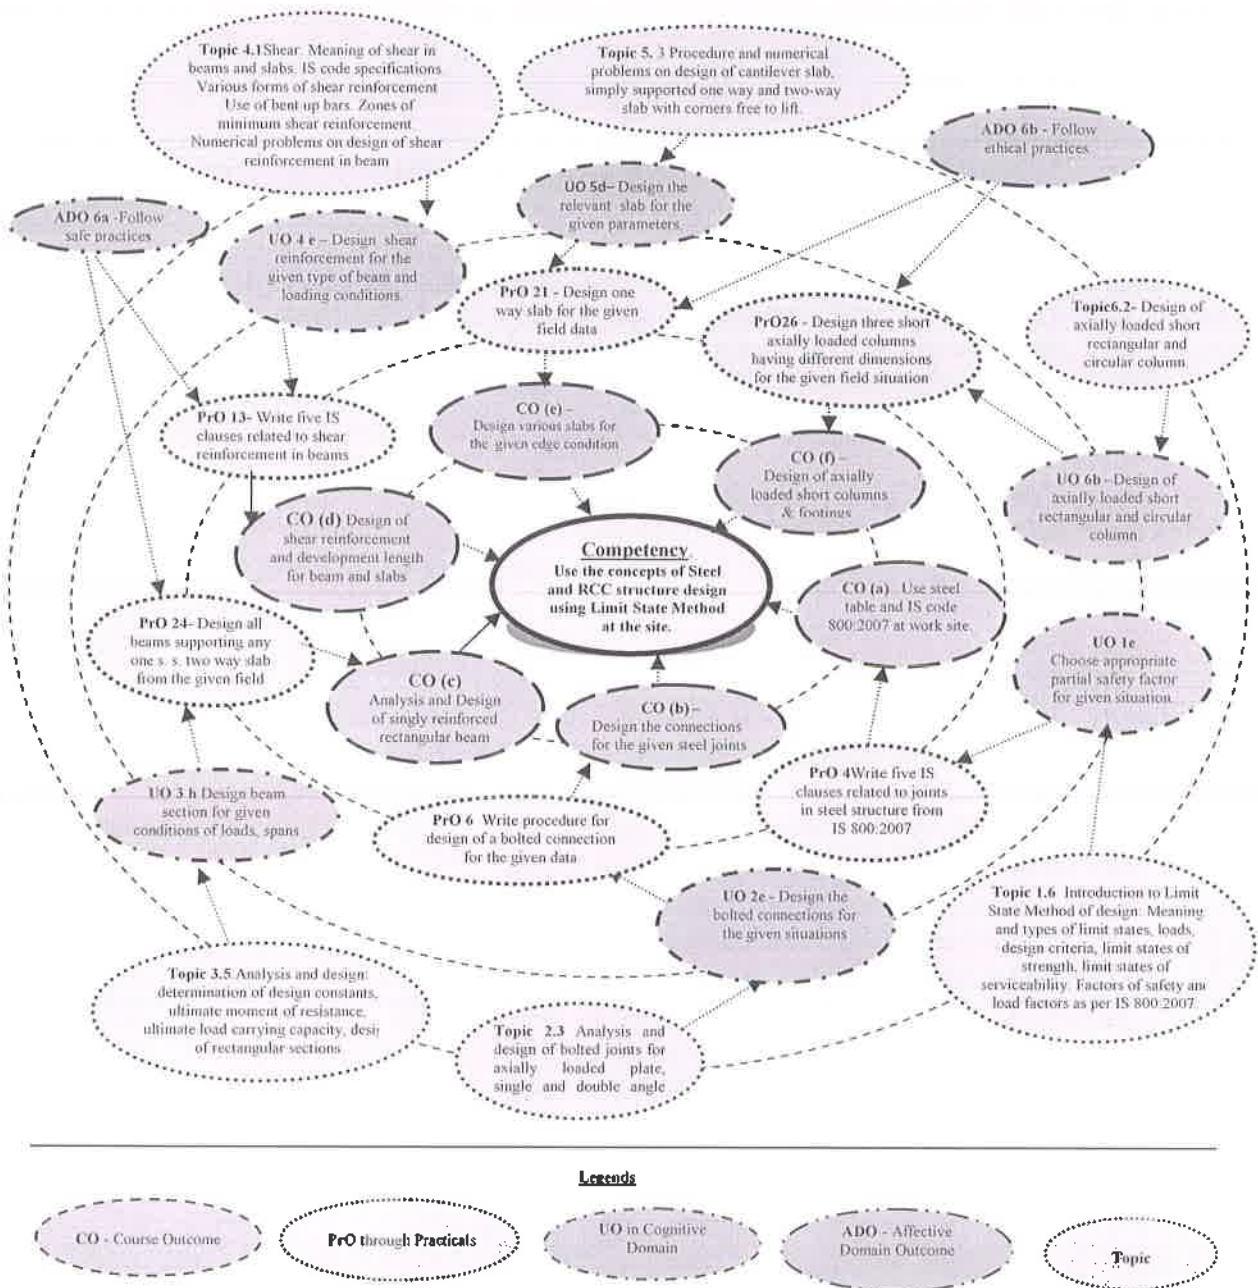 Topic 4.1Shear. Meaning of shear in
beams and slabs. IS code specifications
Various forms of shear reinforcement
Use of bent up bars. Zones of
minimum shear reinforcement
Numerical problems on design of shear
reinforcement in beam
Topic 5. 3 Procedure and numerical
problems on design of cantilever slab,
simply supported one way and two-way
slab with corners free to lift.
ADO 6b - Follow
ethical practices
ADO 6a -Follow
safe practices
UO 4 e – Design shear
reinforcement for the
given type of beam and
loading conditions.
UO 5d– Design the
relevant slab for the
given parameters.
PrO 21 - Design one
way slab for the given
field data
PrO26 - Design three short
axially loaded columns
having different dimensions
for the given field situation
Topic6.2- Design of
axially loaded short
rectangular and
circular column.
PrO 13- Write five IS
clauses related to shear
reinforcement in beams
CO (e) –
Design various slabs for
the given edge condition
CO (f) –
Design of axially
loaded short columns
& footings
UO 6b – Design of
axially loaded short
rectangular and circular
column
CO (d) Design of
shear reinforcement
and development length
for beam and slabs
Competency
Use the concepts of Steel
and RCC structure design
using Limit State Method
at the site.
CO (a) – Use steel
table and IS code
800:2007 at work site.
PrO 24– Design all
beams supporting any
one s. s. two way slab
from the given field
UO 1e
Choose appropriate
partial safety factor
for given situation
CO (c)
Analysis and Design
of singly reinforced
rectangular beam
CO (b) –
Design the connections
for the given steel joints
UO 3 h Design beam
section for given
conditions of loads, spans
PrO 6 Write procedure for
design of a bolted connection
for the given data
PrO 4Write five IS
clauses related to joints
in steel structure from
IS 800:2007
UO 2e - Design the
bolted connections for
the given situations
Topic 1.6 Introduction to Limit
State Method of design: Meaning
and types of limit states, loads,
design criteria, limit states of
strength, limit states of
serviceability. Factors of safety and
load factors as per IS 800:2007
Topic 3.5 Analysis and design:
determination of design constants,
ultimate moment of resistance,
ultimate load carrying capacity, desi
of rectangular sections
Topic 2.3 Analysis and
design of bolted joints for
axially loaded plate,
single and double angle
Legends
CO - Course Outcome
PrO through Practicals
UO in Cognitive
Domain
ADO - Affective
Domain Outcome
Topic